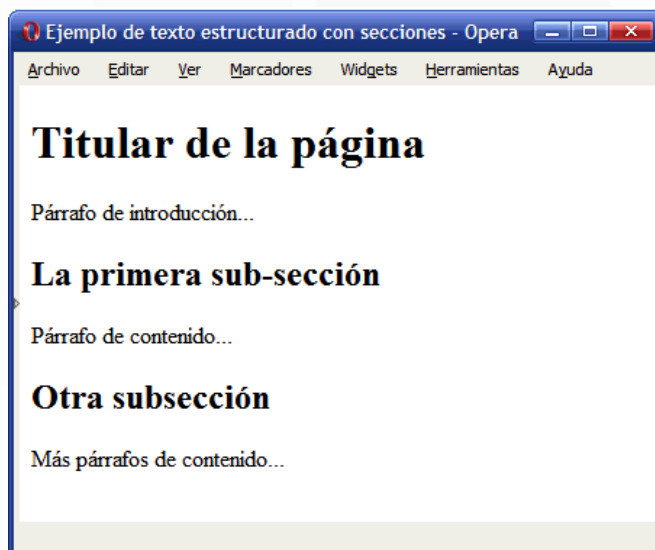 Ejemplo de texto estructurado con secciones - Opera
Archivo Editar Ver Marcadores Widgets Herramientas Ayuda
Titular de la página
Párrafo de introducción...
La primera sub-sección
Párrafo de contenido...
Otra subsección
Más párrafos de contenido...